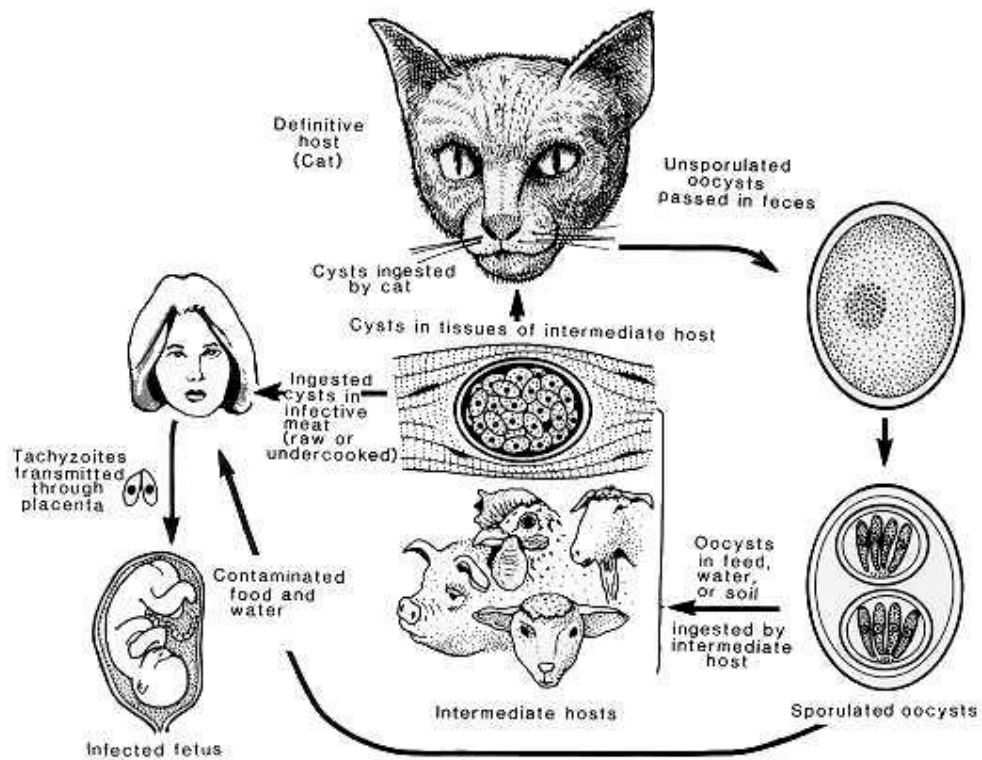 Definitive
host
(Cat)
Unsporulated
oocysts
passed in feces
Cysts ingested
by cat
Cysts in tissues of intermediate host
Ingested
cysts in
infective
meat
(raw or
undercooked)
Tachyzoites
transmitted
through
placenta
Contaminated
food and
water
Oocysts
in feed,
water,
or soil
ingested by
intermediate
host
Infected fetus
Intermediate hosts
Sporulated oocysts